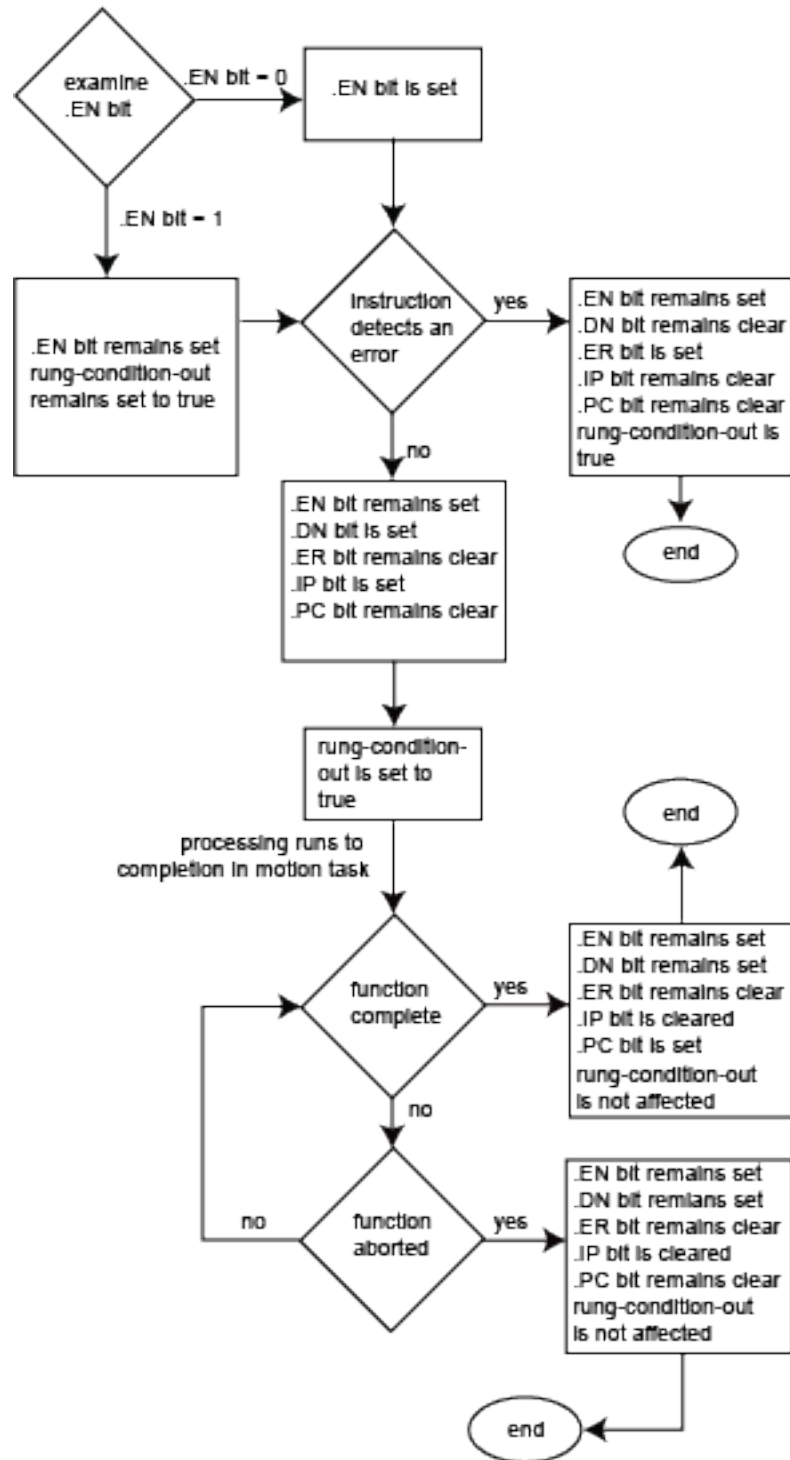 examine
.EN bit
.EN bit = 0
.EN bit is set
.EN bit = 1
.EN bit remains set
rung-condition-out
remains set to true
Instruction
detects an
error
yes
.EN bit remains set
.DN bit remains clear
.ER bit is set
.IP bit remains clear
.PC bit remains clear
rung-condition-out is
true
end
no
.EN bit remains set
.DN bit is set
.ER bit remains clear
.IP bit is set
.PC bit remains clear
rung-condition-
out is set to
true
processing runs to
completion in motion task
function
complete
yes
.EN bit remains set
.DN bit remains set
.ER bit remains clear
.IP bit is cleared
.PC bit is set
rung-condition-out
is not affected
end
no
function
aborted
no
yes
.EN bit remains set
.DN bit remians set
.ER bit remains clear
.IP bit is cleared
.PC bit remains clear
rung-condition-out
is not affected
end